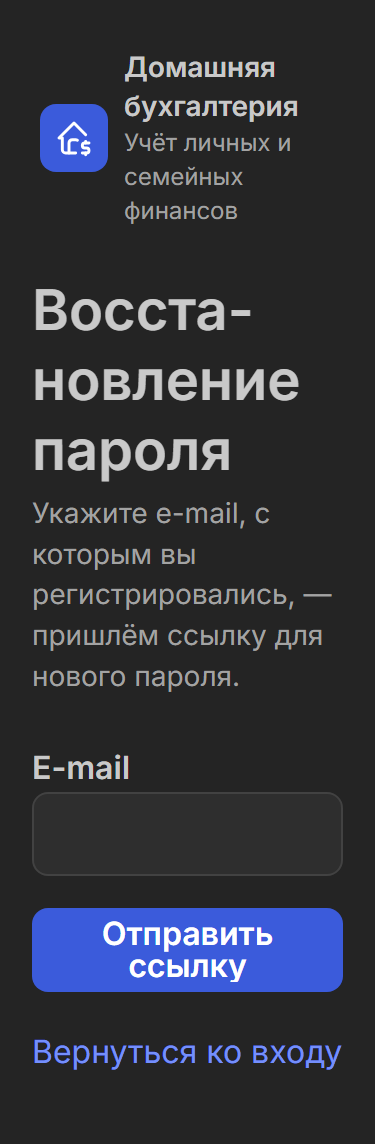 Домашняя
бухгалтерия
Учёт личных и
семейных
финансов
Восста-
новление
пароля
Укажите e-mail, с
которым вы
регистрировались, —
пришлём ссылку для
нового пароля.
E-mail
Отправить
ссылку
Вернуться ко входу